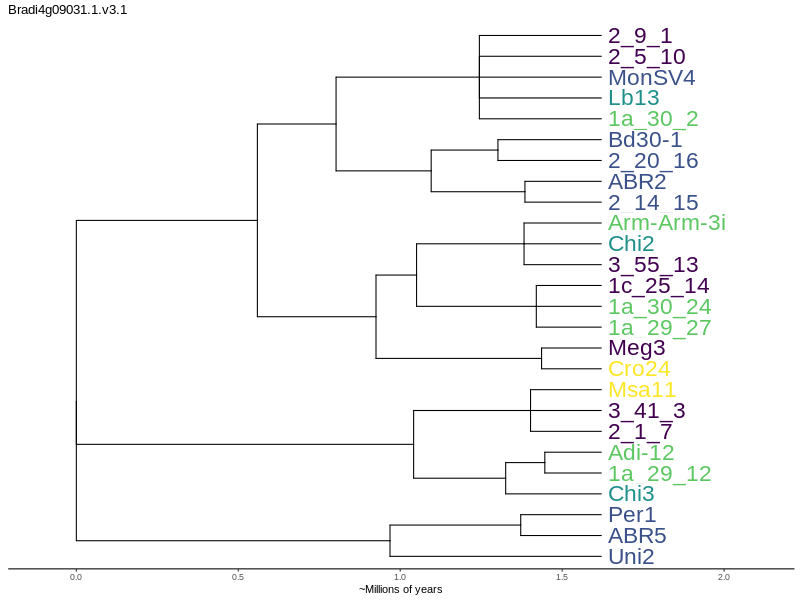 Bradi4g09031.1.v3.1
2_9_1
2_5_10
MonSV4
Lb13
1a_30_2
Bd30-1
2_20_16
ABR2
2_14_15
Arm-Arm-3i
Chi2
3_55_13
1c_25_14
1a_30_24
1a_29_27
Meg3
Cro24
Msa11
3_41_3
2_1_7
Adi-12
1a_29_12
Chi3
Per1
ABR5
Uni2
0.0 0.5 1.0 1.5 2.0
~Millions of years